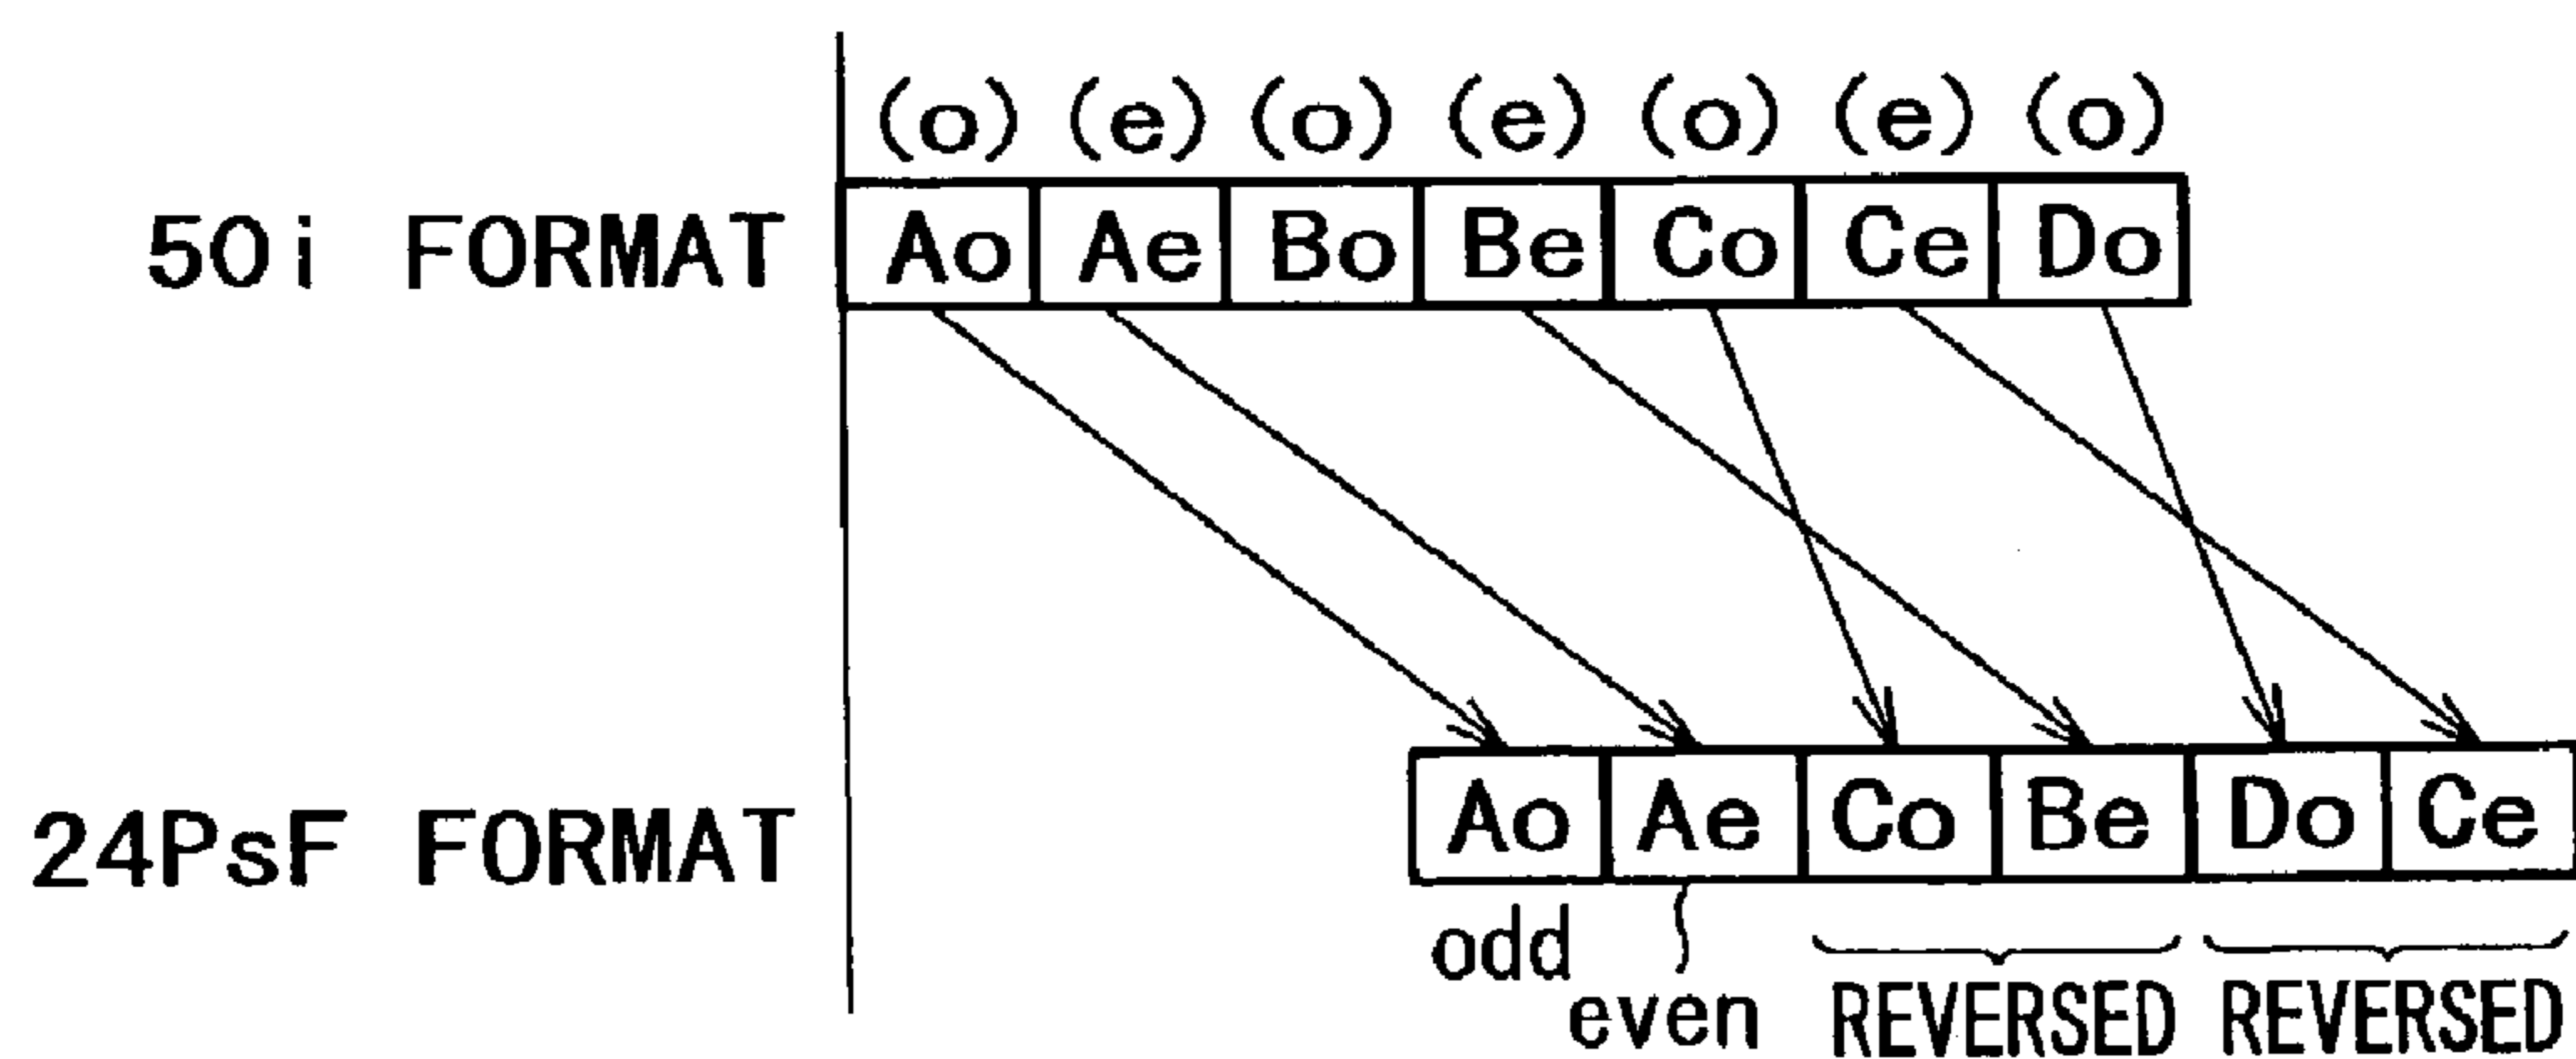 (o) (e) (o) (e) (o) (e) (o)
50i FORMAT Ao Ae Bo Be Co Ce Do
24PsF FORMAT Ao Ae Co Be Do Ce
odd
even REVERSED REVERSED